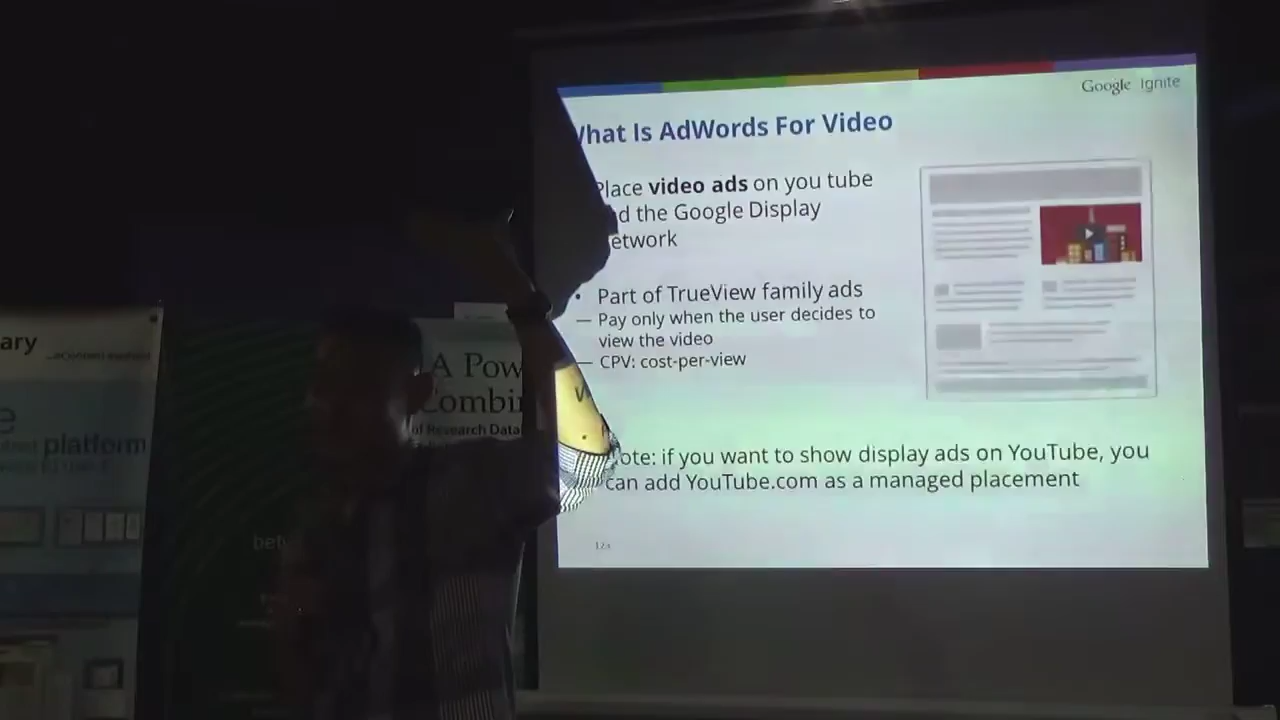 Google Ignite
What Is AdWords For Video
Place video ads on you tube
and the Google Display
Network
• Part of TrueView family ads
— Pay only when the user decides to
view the video
— CPV: cost-per-view
Note: if you want to show display ads on YouTube, you
can add YouTube.com as a managed placement
ary
platform
A Pow
Combi
of Research Data